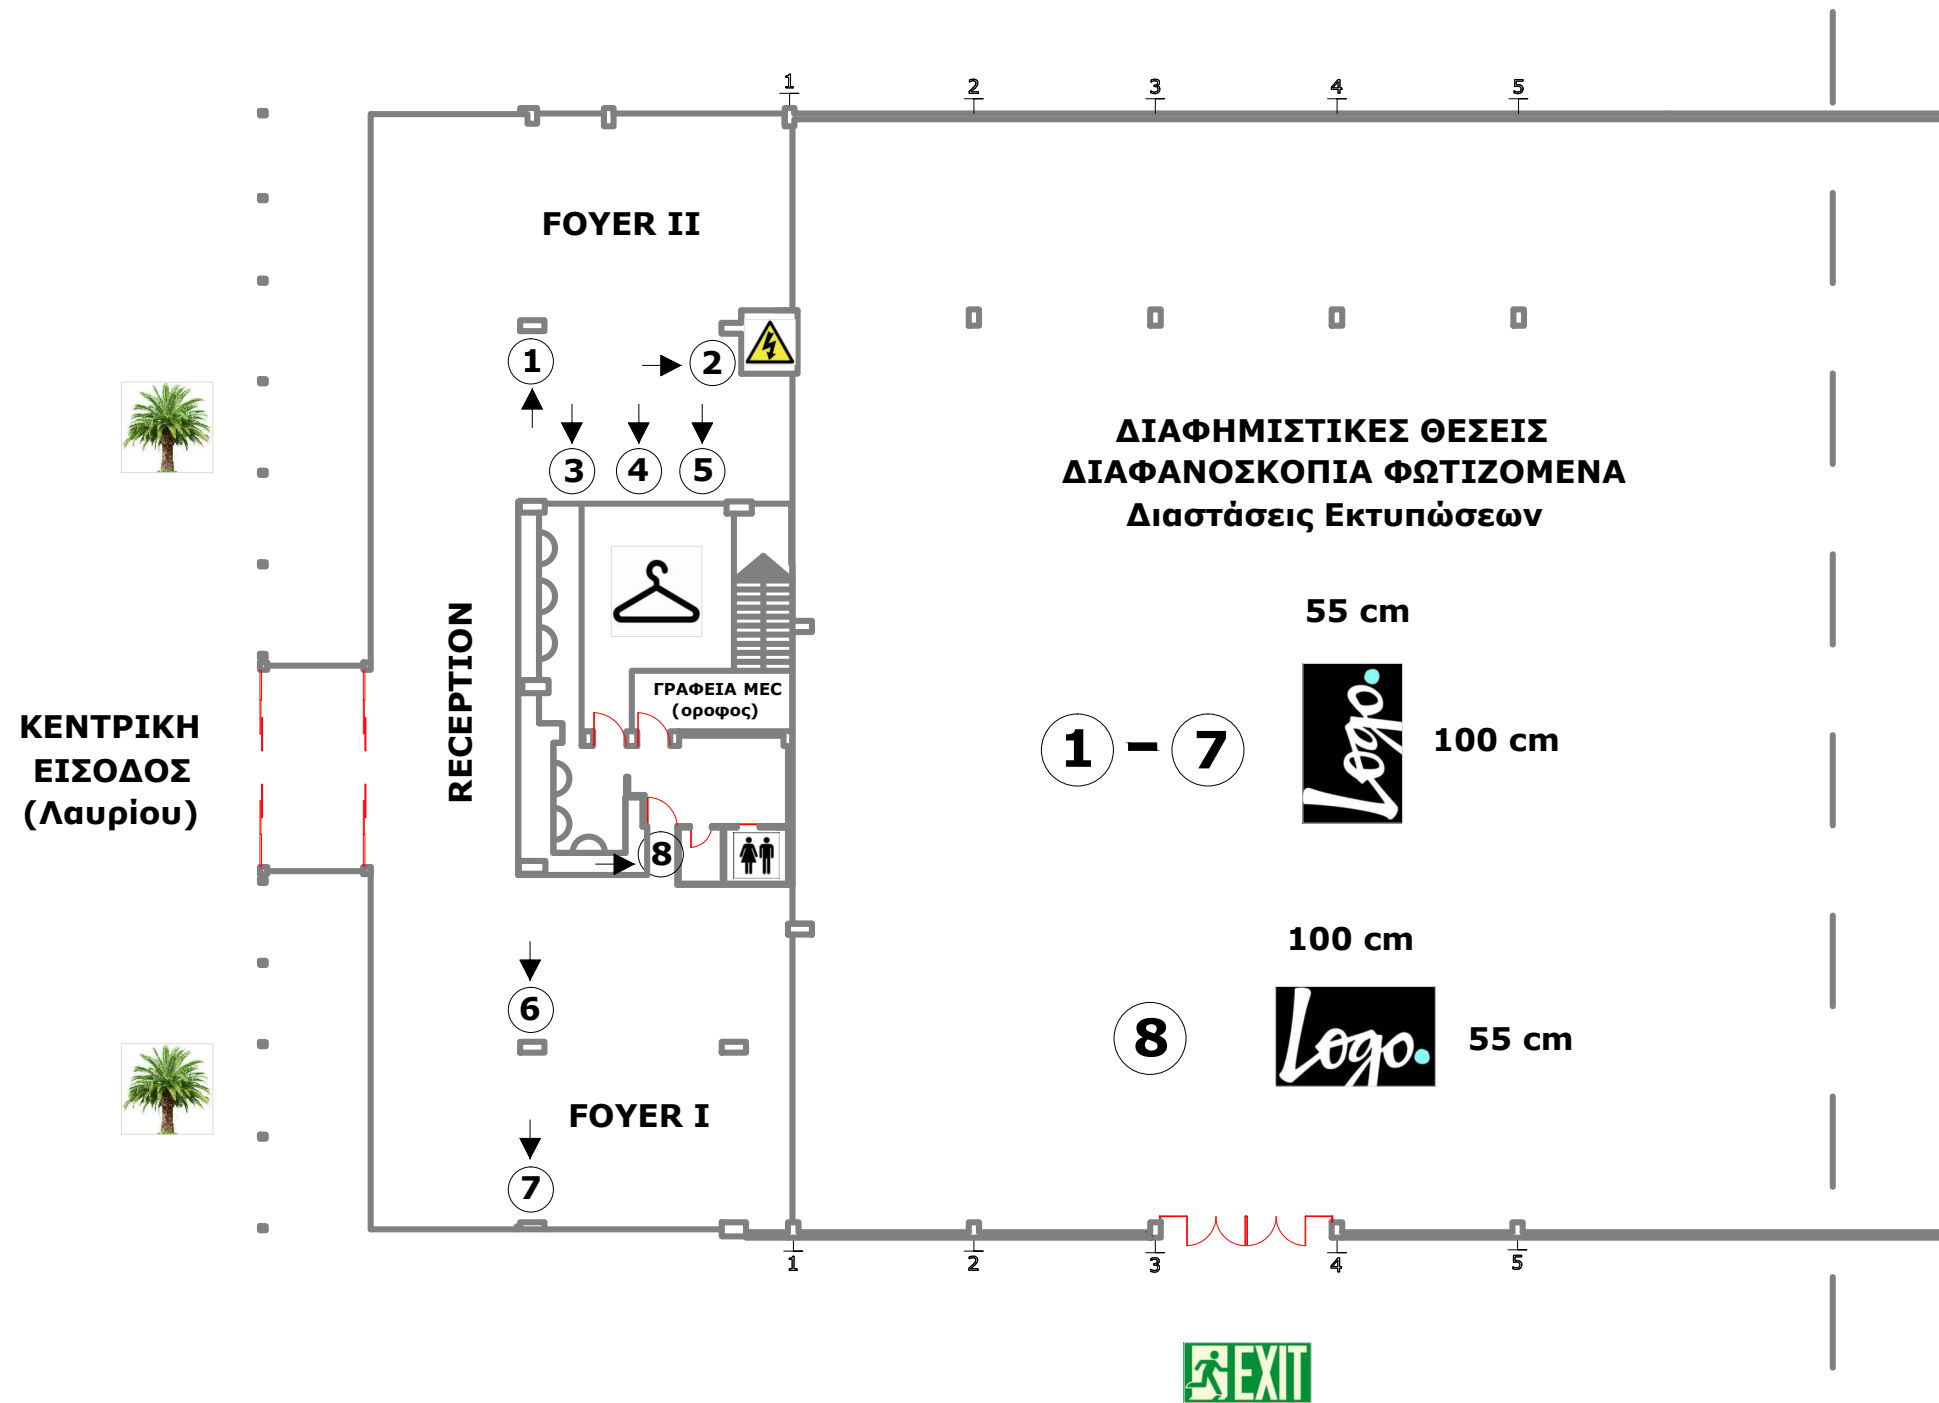 1
2
3
4
5
FOYER II
1
2
3
4
5
ΔΙΑΦΗΜΙΣΤΙΚΕΣ ΘΕΣΕΙΣ
ΔΙΑΦΑΝΟΣΚΟΠΙΑ ΦΩΤΙΖΟΜΕΝΑ
Διαστάσεις Εκτυπώσεων
55 cm
RECEPTION
ΓΡΑΦΕΙΑ MEC
(οροφος)
ΚΕΝΤΡΙΚΗ
ΕΙΣΟΔΟΣ
(Λαυρίου)
1 – 7
Logo.
100 cm
8
100 cm
6
8
Logo.
55 cm
FOYER I
7
1
2
3
4
5
EXIT